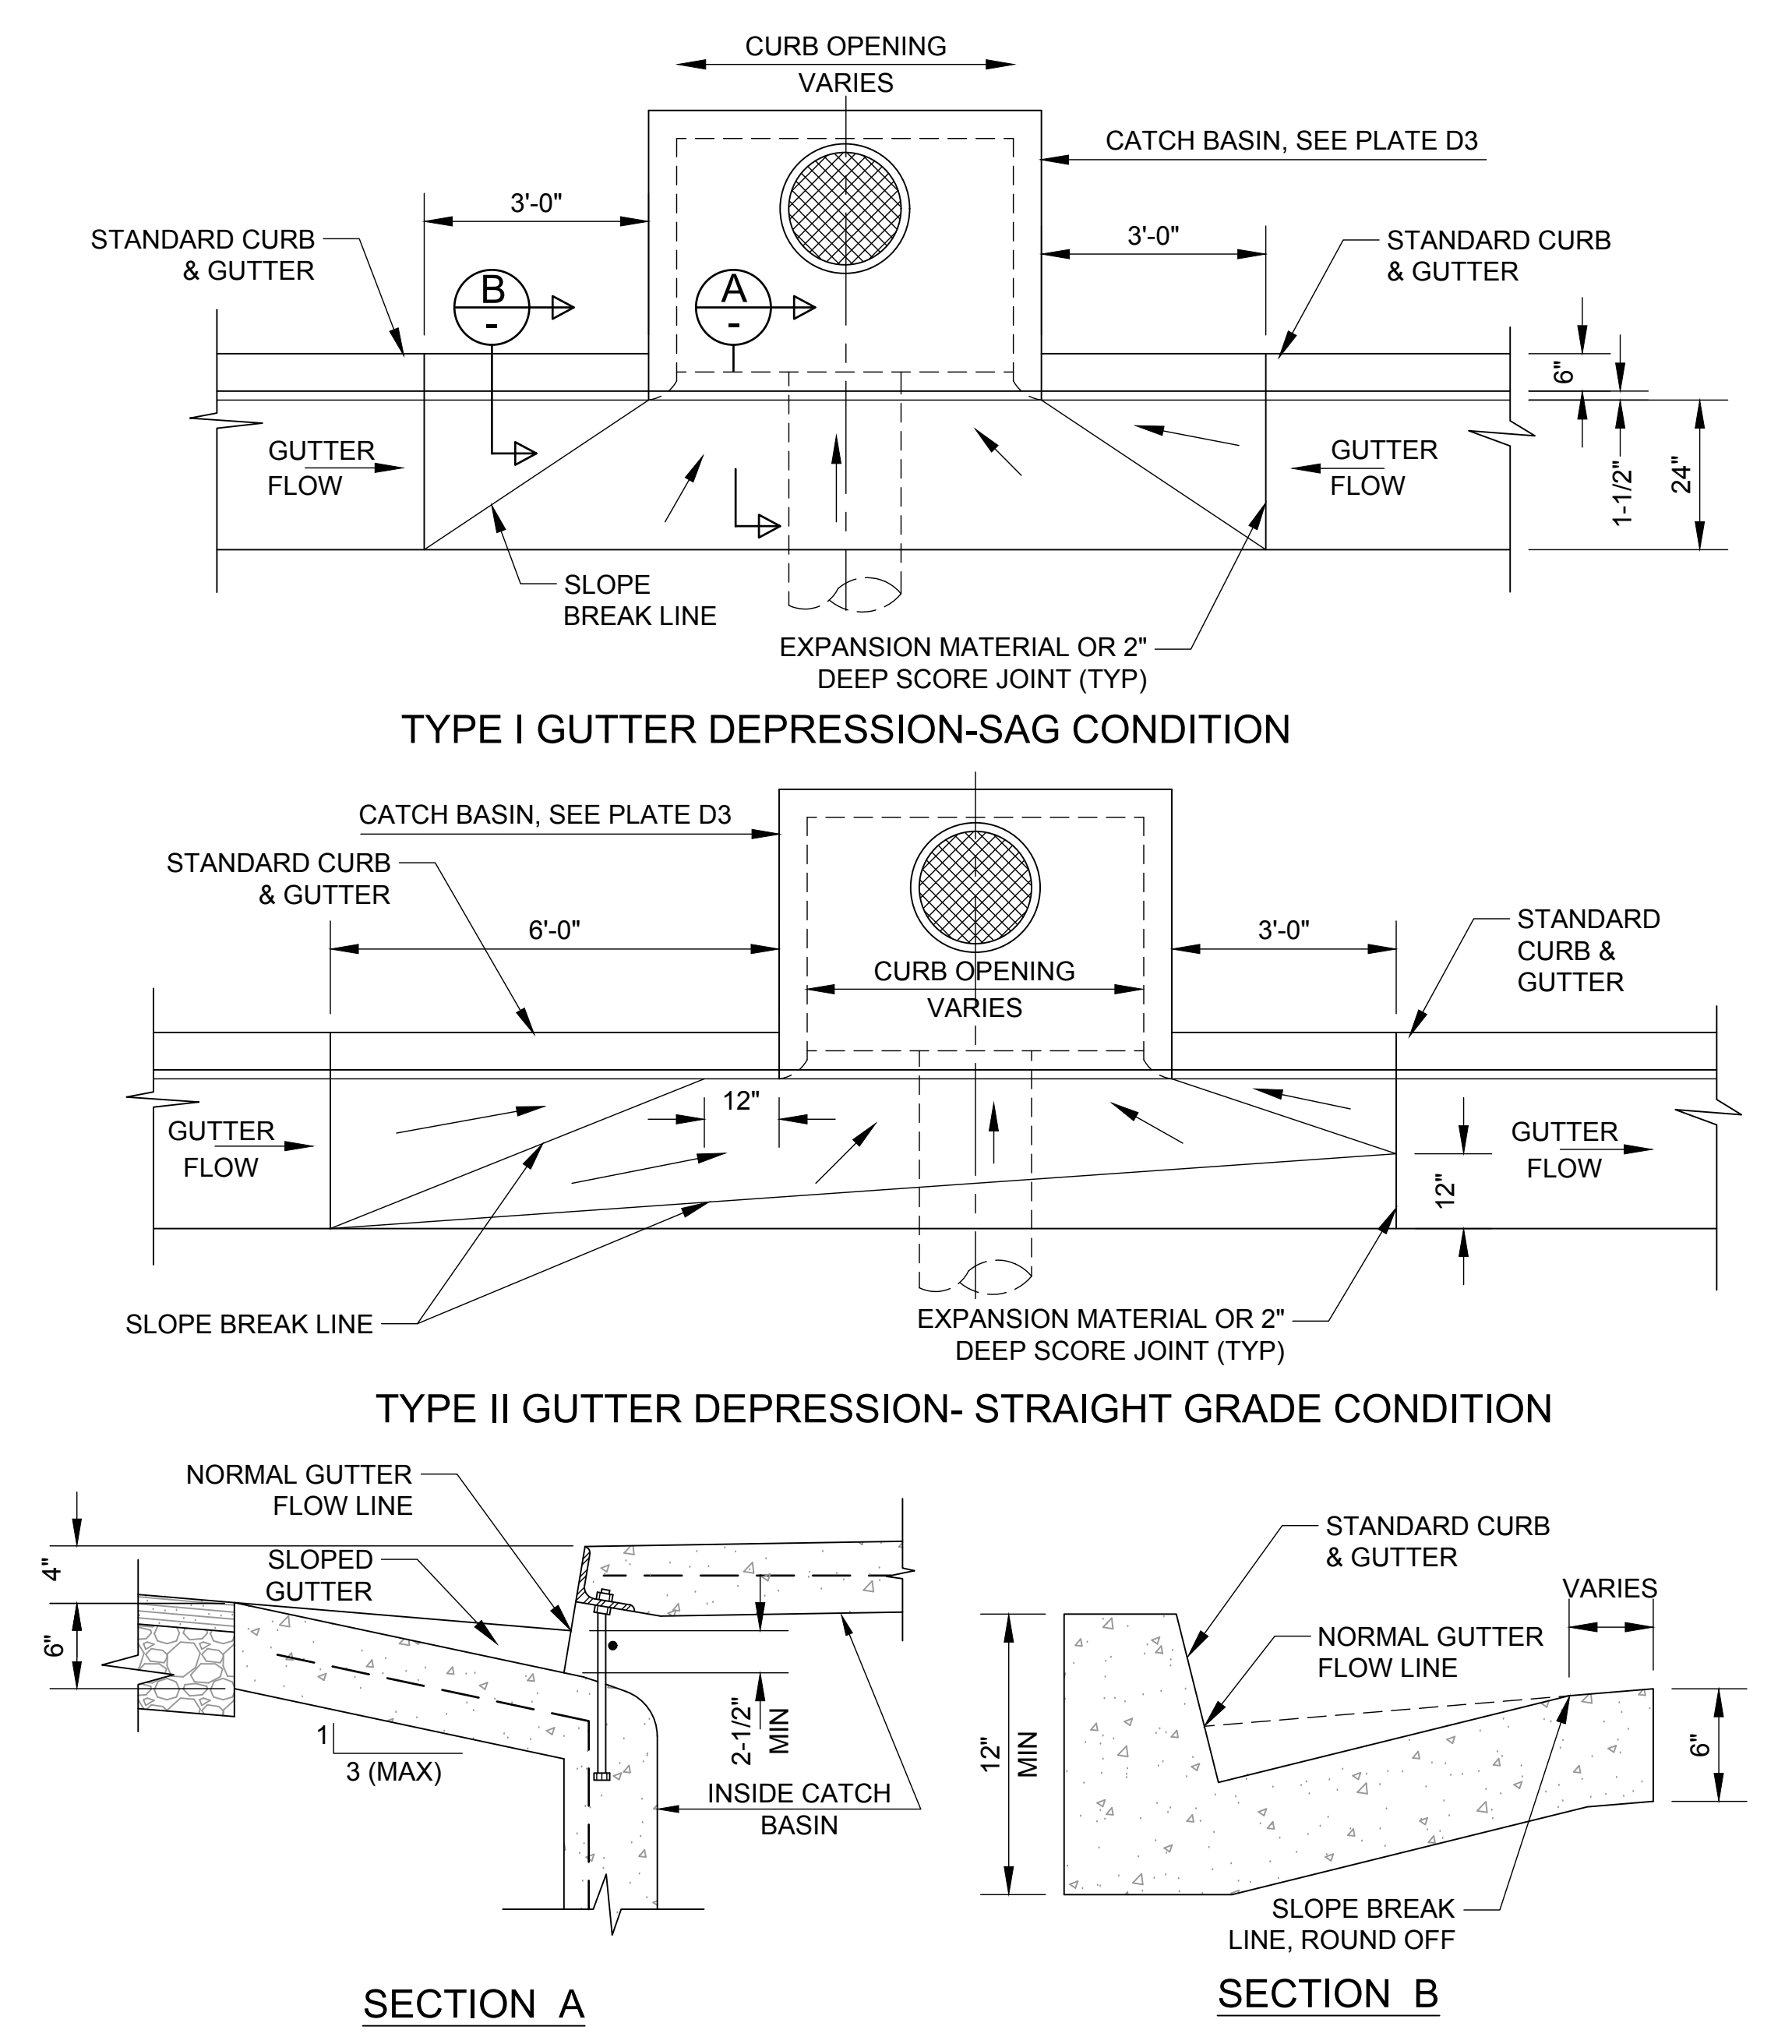 CURB OPENING
VARIES
CATCH BASIN, SEE PLATE D3
3'-0"
3'-0"
STANDARD CURB
& GUTTER
STANDARD CURB
& GUTTER
B
-
A
-
6"
1-1/2"
24"
GUTTER
FLOW
GUTTER
FLOW
SLOPE
BREAK LINE
EXPANSION MATERIAL OR 2"
DEEP SCORE JOINT (TYP)
TYPE I GUTTER DEPRESSION-SAG CONDITION
CATCH BASIN, SEE PLATE D3
STANDARD CURB
& GUTTER
6'-0"
3'-0"
STANDARD
CURB &
GUTTER
CURB OPENING
VARIES
12"
GUTTER
FLOW
GUTTER
FLOW
12"
SLOPE BREAK LINE
EXPANSION MATERIAL OR 2"
DEEP SCORE JOINT (TYP)
TYPE II GUTTER DEPRESSION- STRAIGHT GRADE CONDITION
NORMAL GUTTER
FLOW LINE
4"
SLOPED
GUTTER
6"
1
3 (MAX)
2-1/2"
MIN
INSIDE CATCH
BASIN
SECTION A
STANDARD CURB
& GUTTER
VARIES
NORMAL GUTTER
FLOW LINE
12"
MIN
6"
SLOPE BREAK
LINE, ROUND OFF
SECTION B